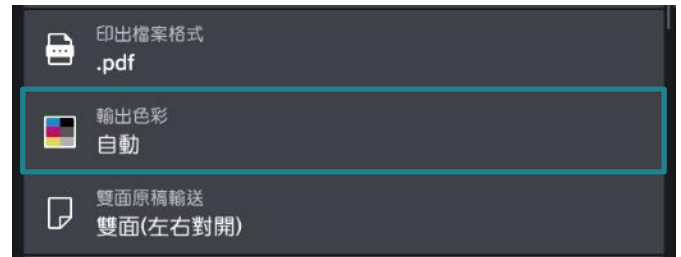 印出檔案格式
.pdf
輸出色彩
自動
雙面原稿輸送
雙面(左右對開)